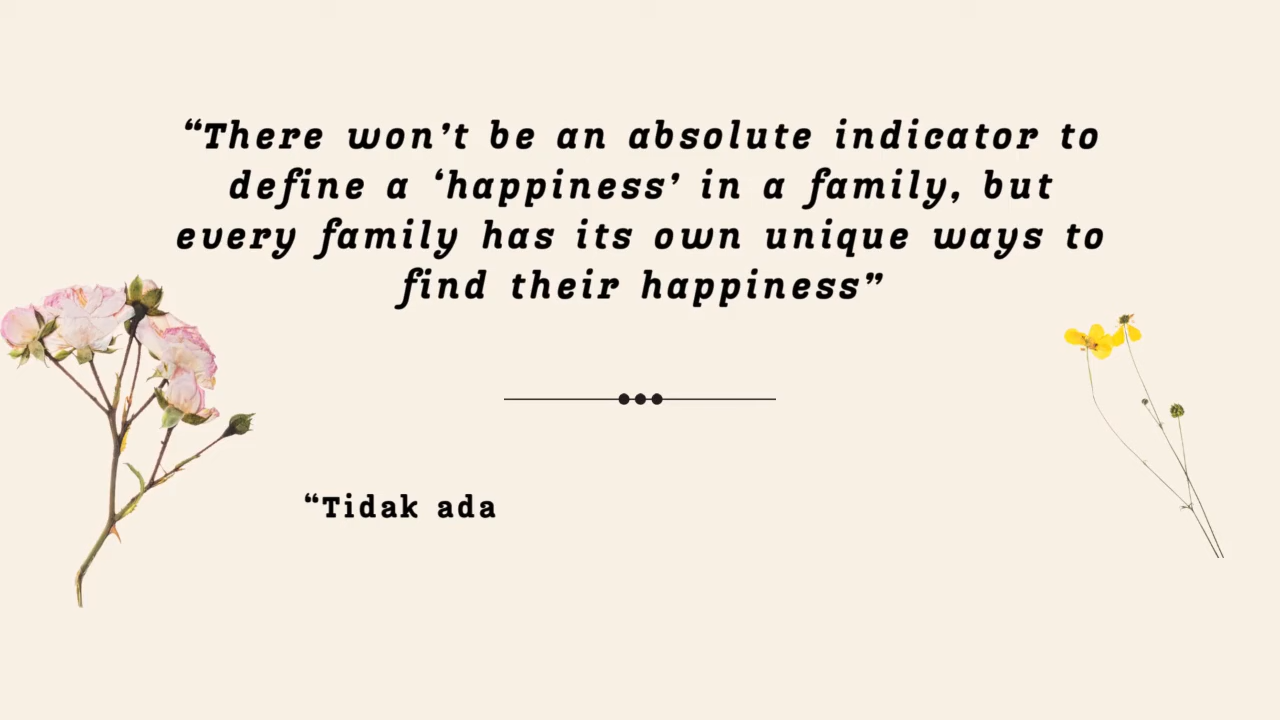 “There won’t be an absolute indicator to
define a ‘happiness’ in a family, but
every family has its own unique ways to
find their happiness”
“Tidak ada